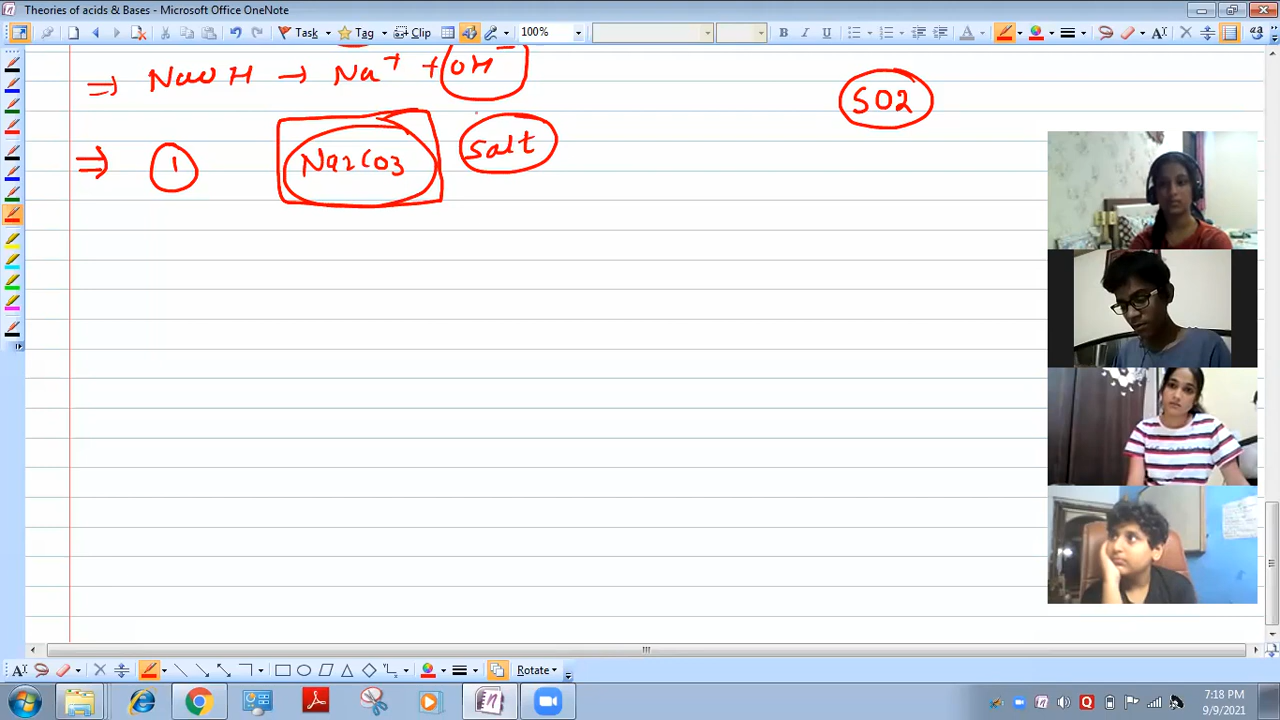 Theories of acids & Bases - Microsoft Office OneNote
Task Tag Clip 100% B I U A
⇒ NaOH → Na+ + OH−
SO2
⇒ 1 Na2CO3 Salt
Rotate
7:18 PM
9/9/2021